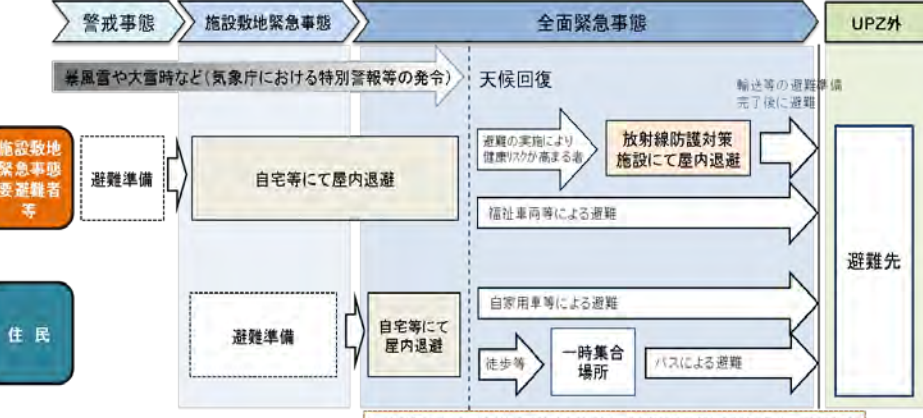 警戒事態
施設敷地緊急事態
全面緊急事態
UPZ外
暴風雪や大雪時など(気象庁における特別警報等の発令)
天候回復
輸送等の避難準備
完了後に避難
施設敷地
緊急事態
要避難者
等
避難準備
自宅等にて屋内退避
避難の実施により
健康リスクが高まる者
放射線防護対策
施設にて屋内退避
福祉車両等による避難
避難先
住 民
避難準備
自宅等にて
屋内退避
自家用車等による避難
徒歩等
一時集合
場所
バスによる避難